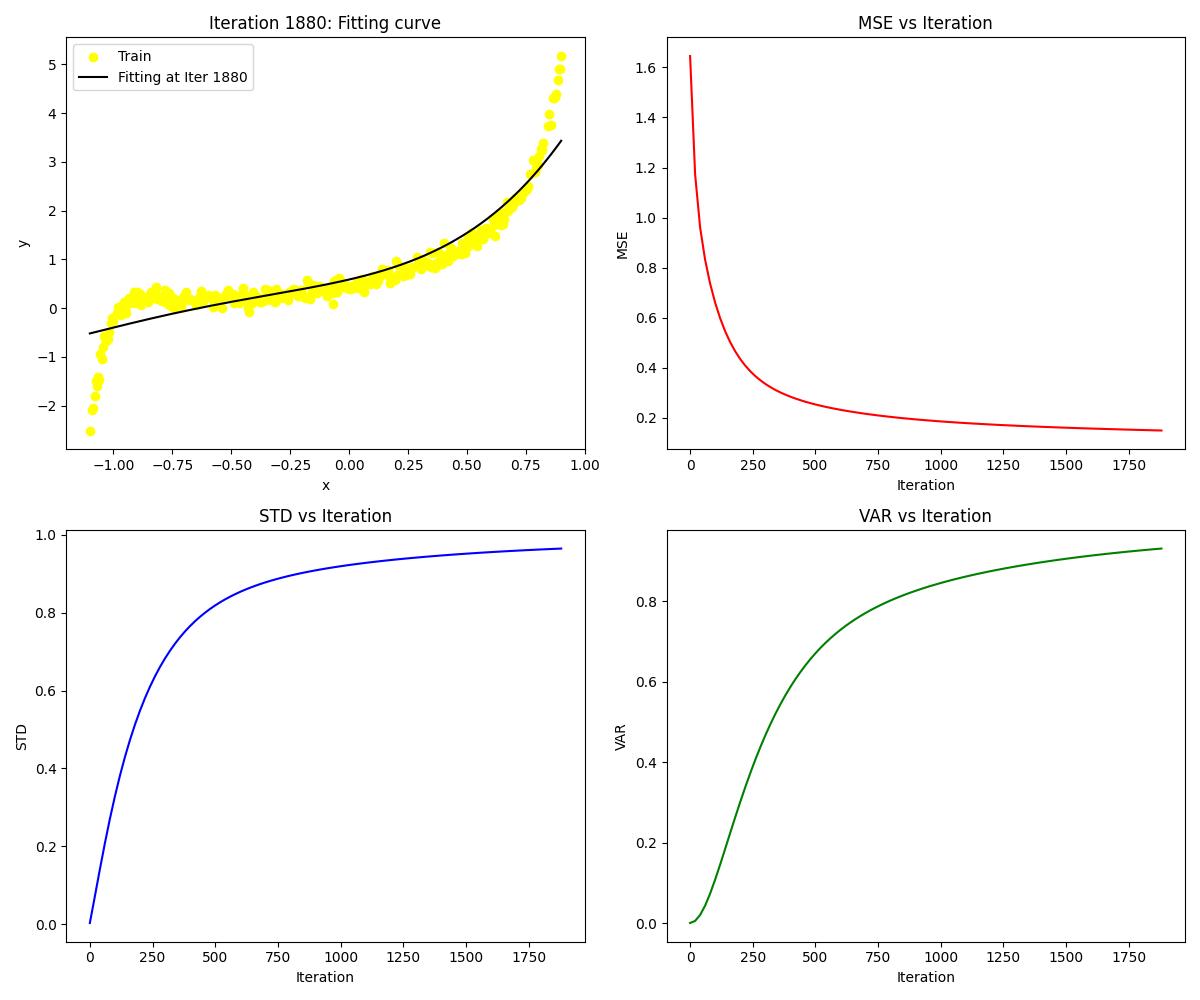 Iteration 1880: Fitting curve
Train
Fitting at Iter 1880
y
5
4
3
2
1
0
−1
−2
−1.00 −0.75 −0.50 −0.25 0.00 0.25 0.50 0.75 1.00
x
MSE vs Iteration
MSE
1.6
1.4
1.2
1.0
0.8
0.6
0.4
0.2
0 250 500 750 1000 1250 1500 1750
Iteration
STD vs Iteration
STD
1.0
0.8
0.6
0.4
0.2
0.0
0 250 500 750 1000 1250 1500 1750
Iteration
VAR vs Iteration
VAR
0.8
0.6
0.4
0.2
0.0
0 250 500 750 1000 1250 1500 1750
Iteration